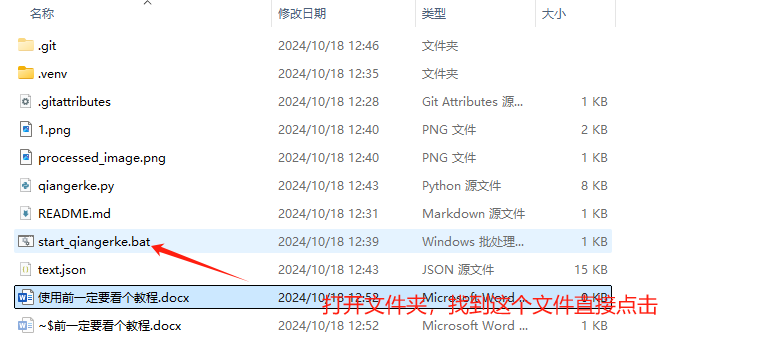 名称 修改日期 类型 大小
.git 2024/10/18 12:46 文件夹
.venv 2024/10/18 12:35 文件夹
.gitattributes 2024/10/18 12:28 Git Attributes 源... 1 KB
1.png 2024/10/18 12:40 PNG 文件 2 KB
processed_image.png 2024/10/18 12:40 PNG 文件 1 KB
qiangerke.py 2024/10/18 12:43 Python 源文件 8 KB
README.md 2024/10/18 12:31 Markdown 源文件 1 KB
start_qiangerke.bat 2024/10/18 12:39 Windows 批处理... 1 KB
text.json 2024/10/18 12:43 JSON 源文件 15 KB
使用前一定要看个教程.docx 2024/10/18 12:52 Microsoft Word... KB
打开文件夹，找到这个文件直接点击
~$前一定要看个教程.docx 2024/10/18 12:52 Microsoft Word ... 1 KB